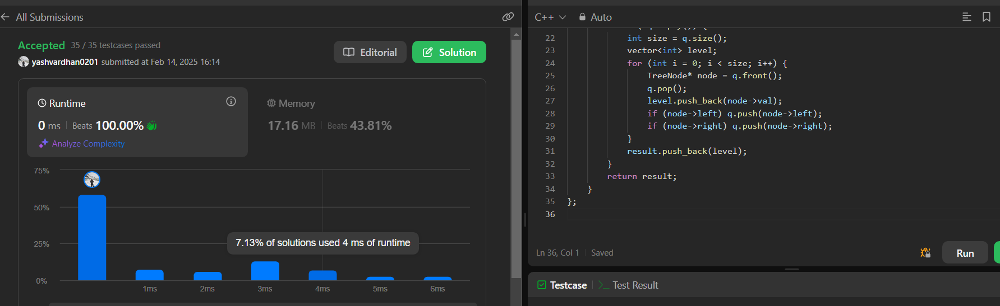 All Submissions
Accepted 35 / 35 testcases passed
yashvardhan0201 submitted at Feb 14, 2025 16:14
Editorial
Solution
Runtime
0 ms Beats 100.00%
Analyze Complexity
Memory
17.16 MB Beats 43.81%
75%
50%
25%
0%
7.13% of solutions used 4 ms of runtime
1ms 2ms 3ms 4ms 5ms 6ms
C++ Auto
22 int size = q.size();
23 vector<int> level;
24 for (int i = 0; i < size; i++) {
25 TreeNode* node = q.front();
26 q.pop();
27 level.push_back(node->val);
28 if (node->left) q.push(node->left);
29 if (node->right) q.push(node->right);
30 }
31 result.push_back(level);
32 }
33 return result;
34 }
35 };
36
Ln 36, Col 1 Saved
Run
Testcase
Test Result